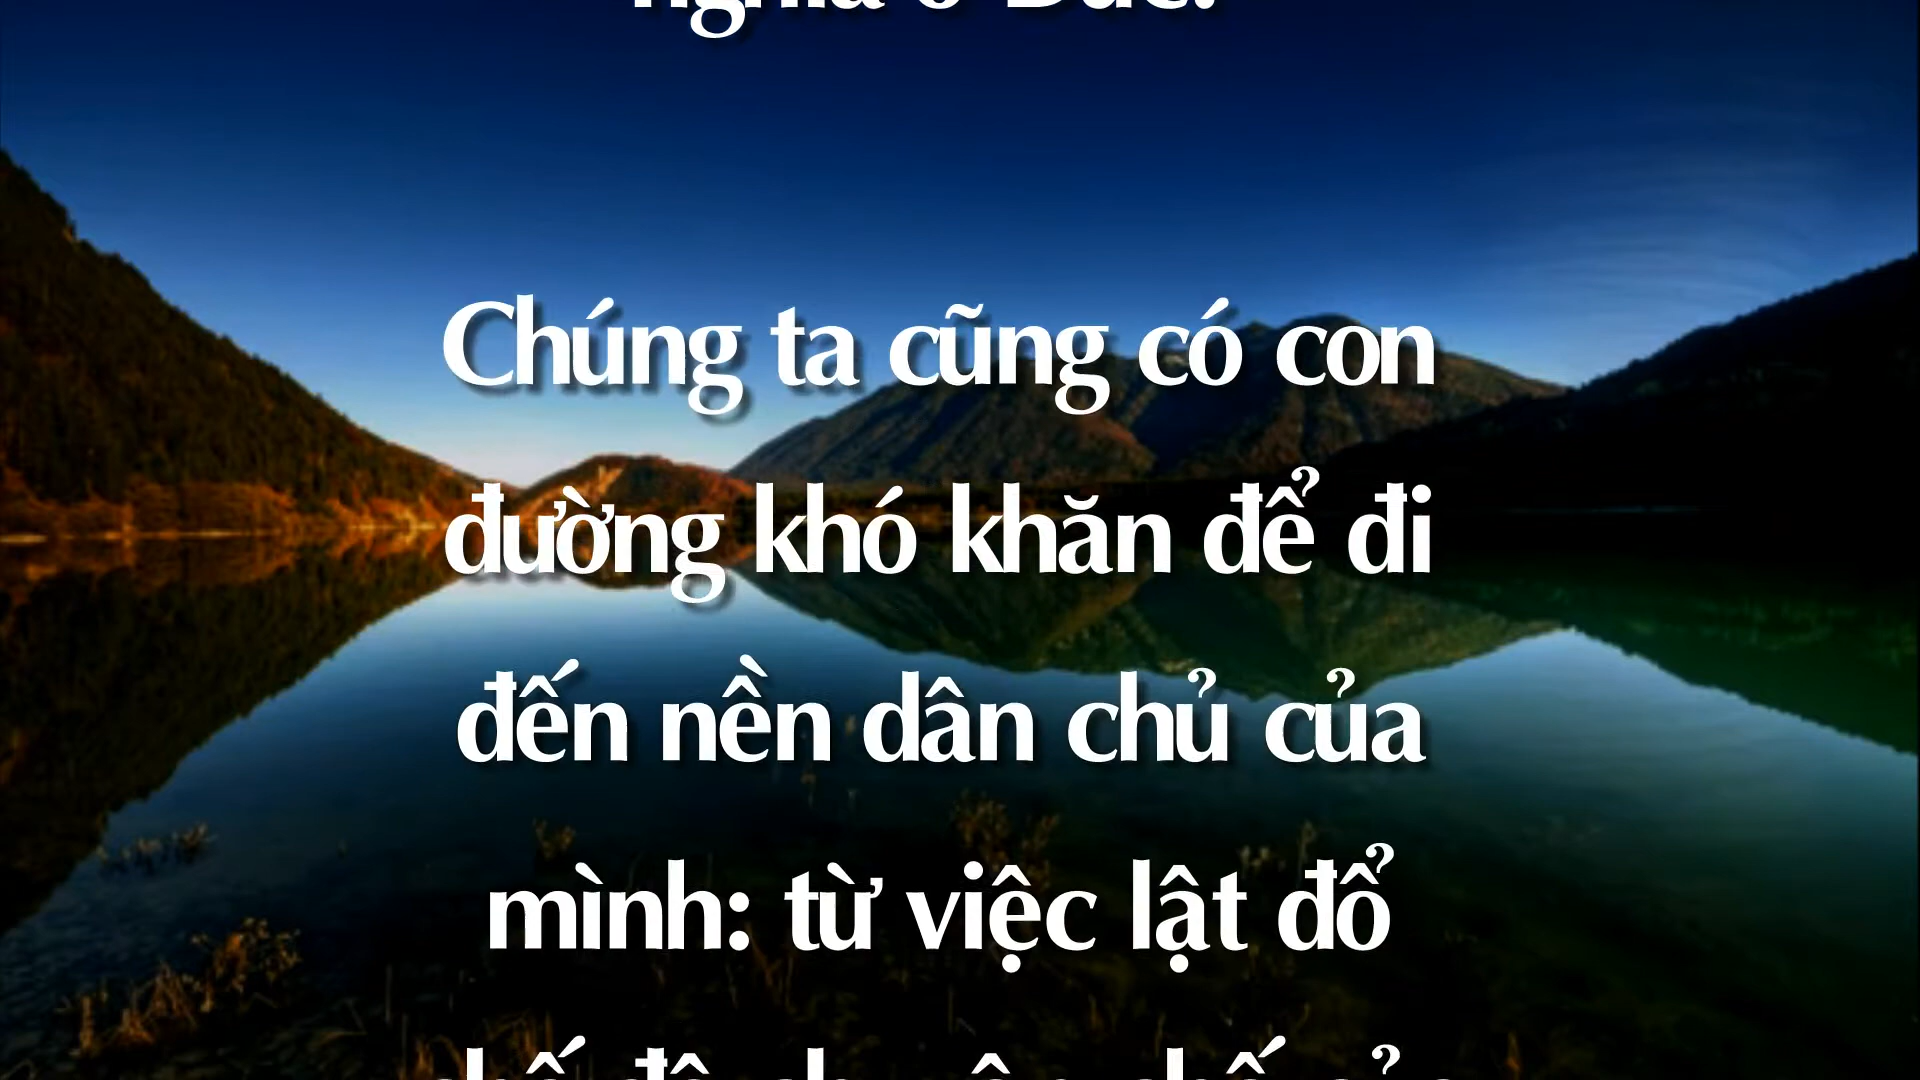 Chúng ta cũng có con
đường khó khăn để đi
đến nền dân chủ của
mình: từ việc lật đổ